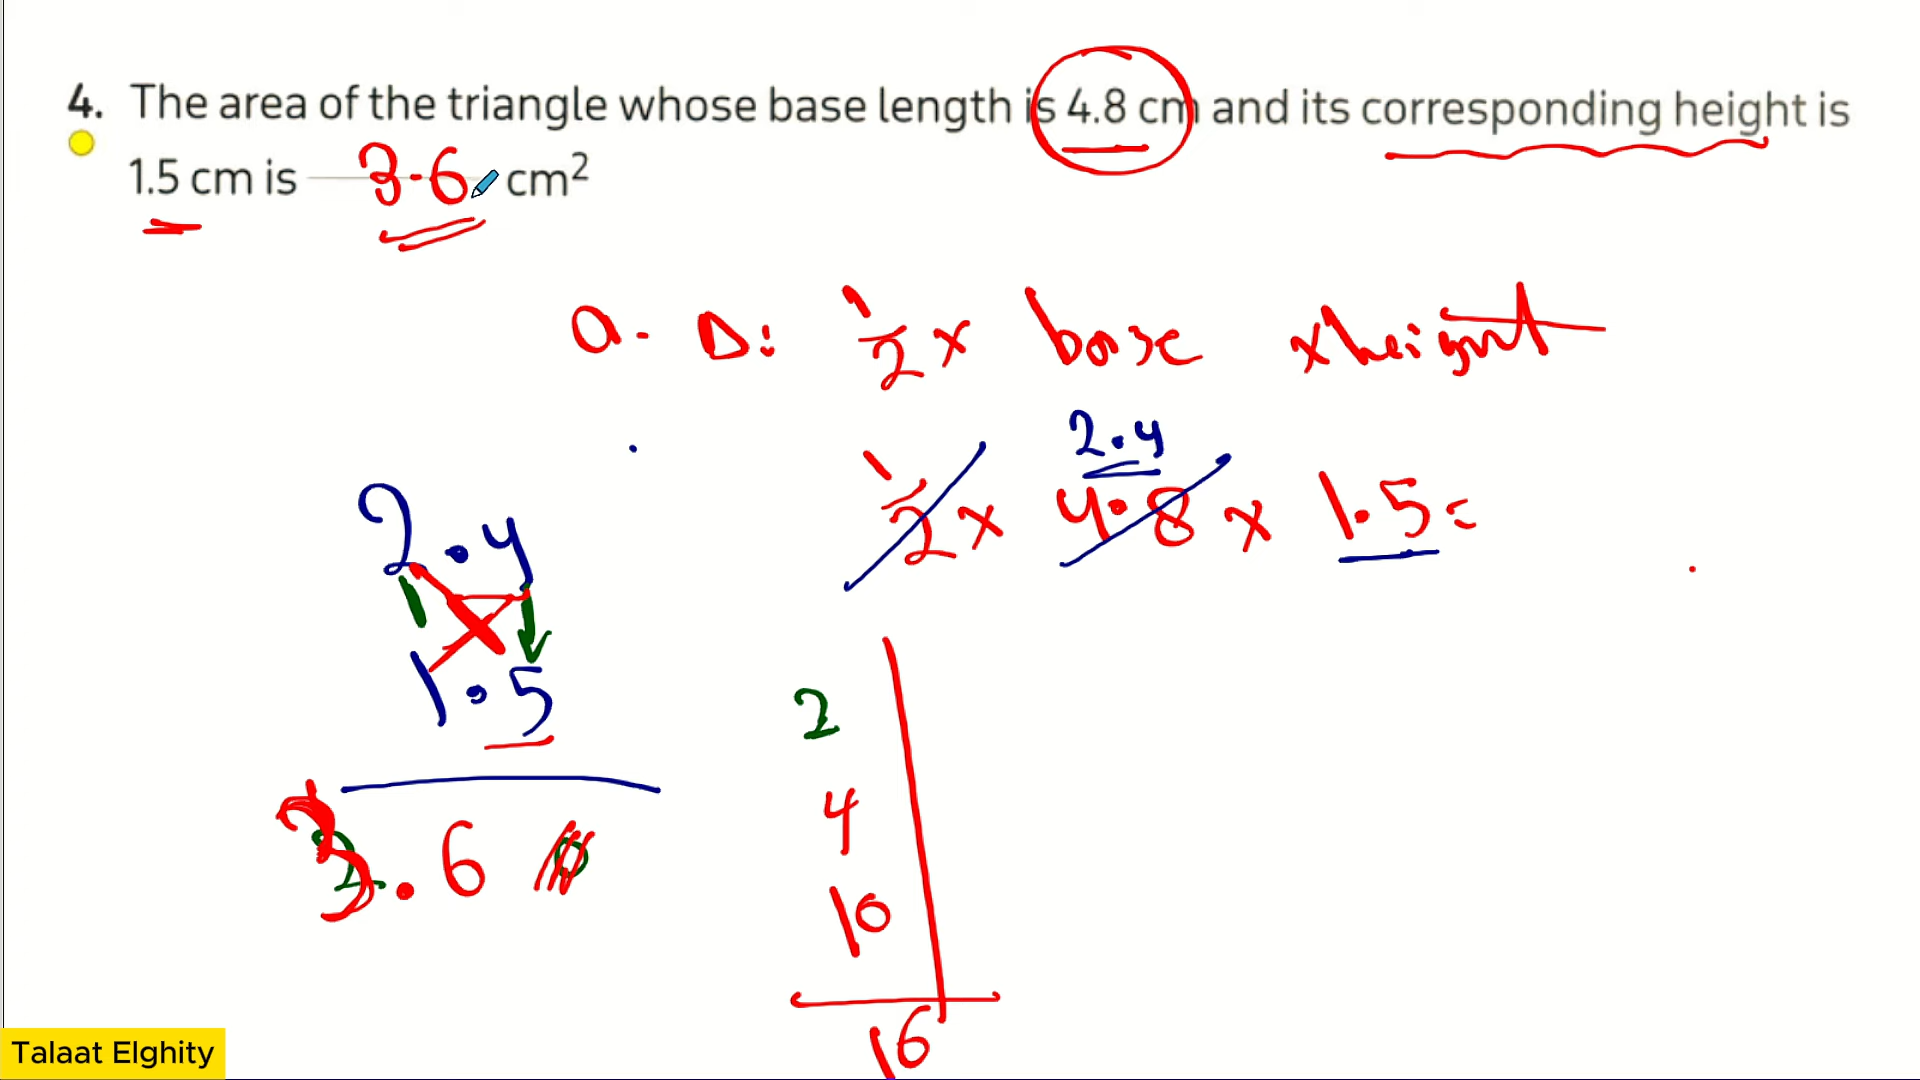 4. The area of the triangle whose base length is 4.8 cm and its corresponding height is
1.5 cm is 3.6 cm²
a. Δ: 1/2 × base × height
2.4
1/2 × 4.8 × 1.5 =
2.4
1.5
3.60
2
4
10
16
Talaat Elghity